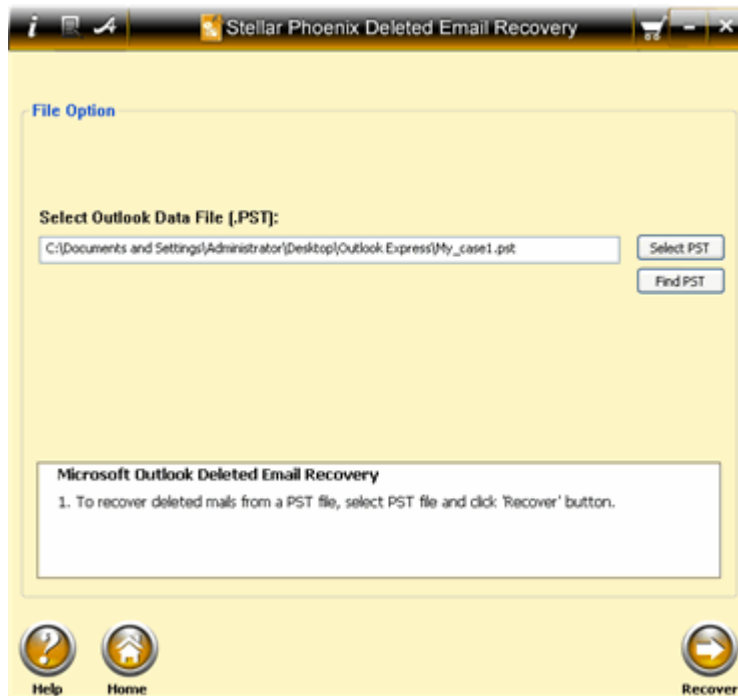 Stellar Phoenix Deleted Email Recovery
File Option
Select Outlook Data File (.PST):
C:\Documents and Settings\Administrator\Desktop\Outlook Express\My_case1.pst
Select PST
Find PST
Microsoft Outlook Deleted Email Recovery
1. To recover deleted mails from a PST file, select PST file and click 'Recover' button.
Help
Home
Recover